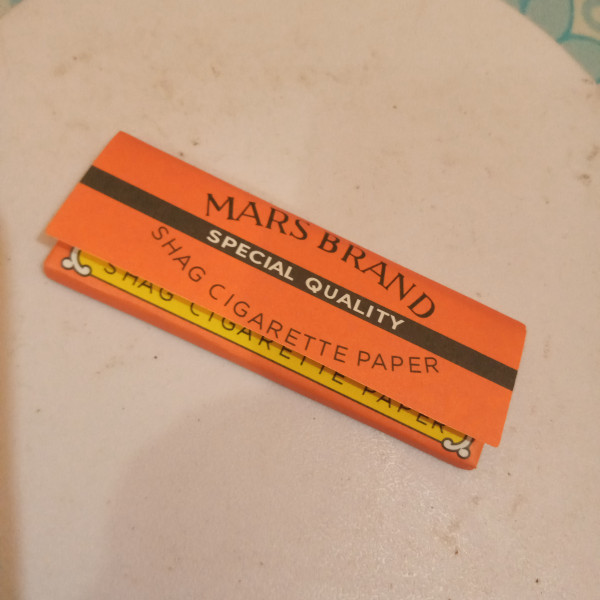 MARS BRAND
SPECIAL QUALITY
SHAG CIGARETTE PAPER
SHAG CIGARETTE PAPER